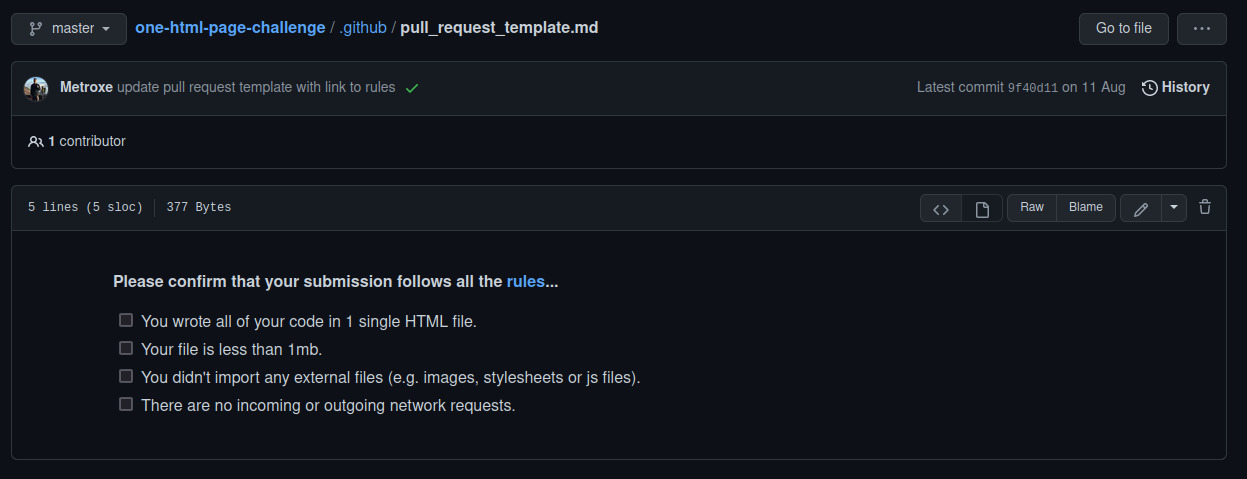 master one-html-page-challenge / .github / pull_request_template.md Go to file ...
Metroxe update pull request template with link to rules Latest commit 9f40d11 on 11 Aug History
1 contributor
5 lines (5 sloc) 377 Bytes <> Raw Blame
Please confirm that your submission follows all the rules...
You wrote all of your code in 1 single HTML file.
Your file is less than 1mb.
You didn't import any external files (e.g. images, stylesheets or js files).
There are no incoming or outgoing network requests.